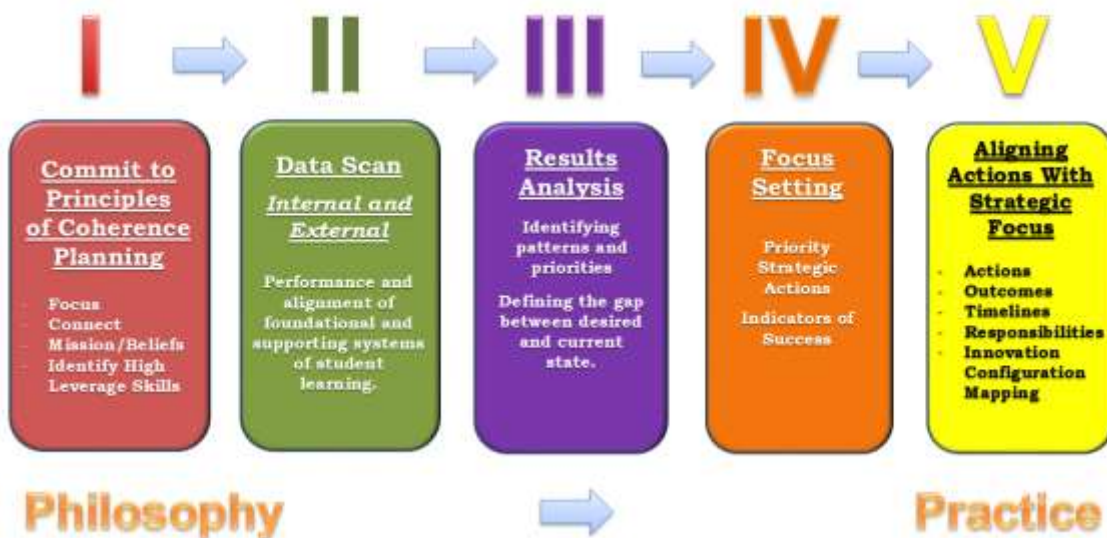 I
II
III
IV
V
Commit to
Principles
of Coherence
Planning
- Focus
- Connect
- Mission/Beliefs
- Identify High
Leverage Skills
Data Scan
Internal and
External
Performance and
alignment of
foundational and
supporting systems
of student
learning.
Results
Analysis
Identifying
patterns and
priorities
Defining the gap
between desired
and current
state.
Focus
Setting
Priority
Strategic
Actions
Indicators of
Success
Aligning
Actions With
Strategic
Focus
- Actions
- Outcomes
- Timelines
- Responsibilities
- Innovation
Configuration
Mapping
Philosophy
Practice